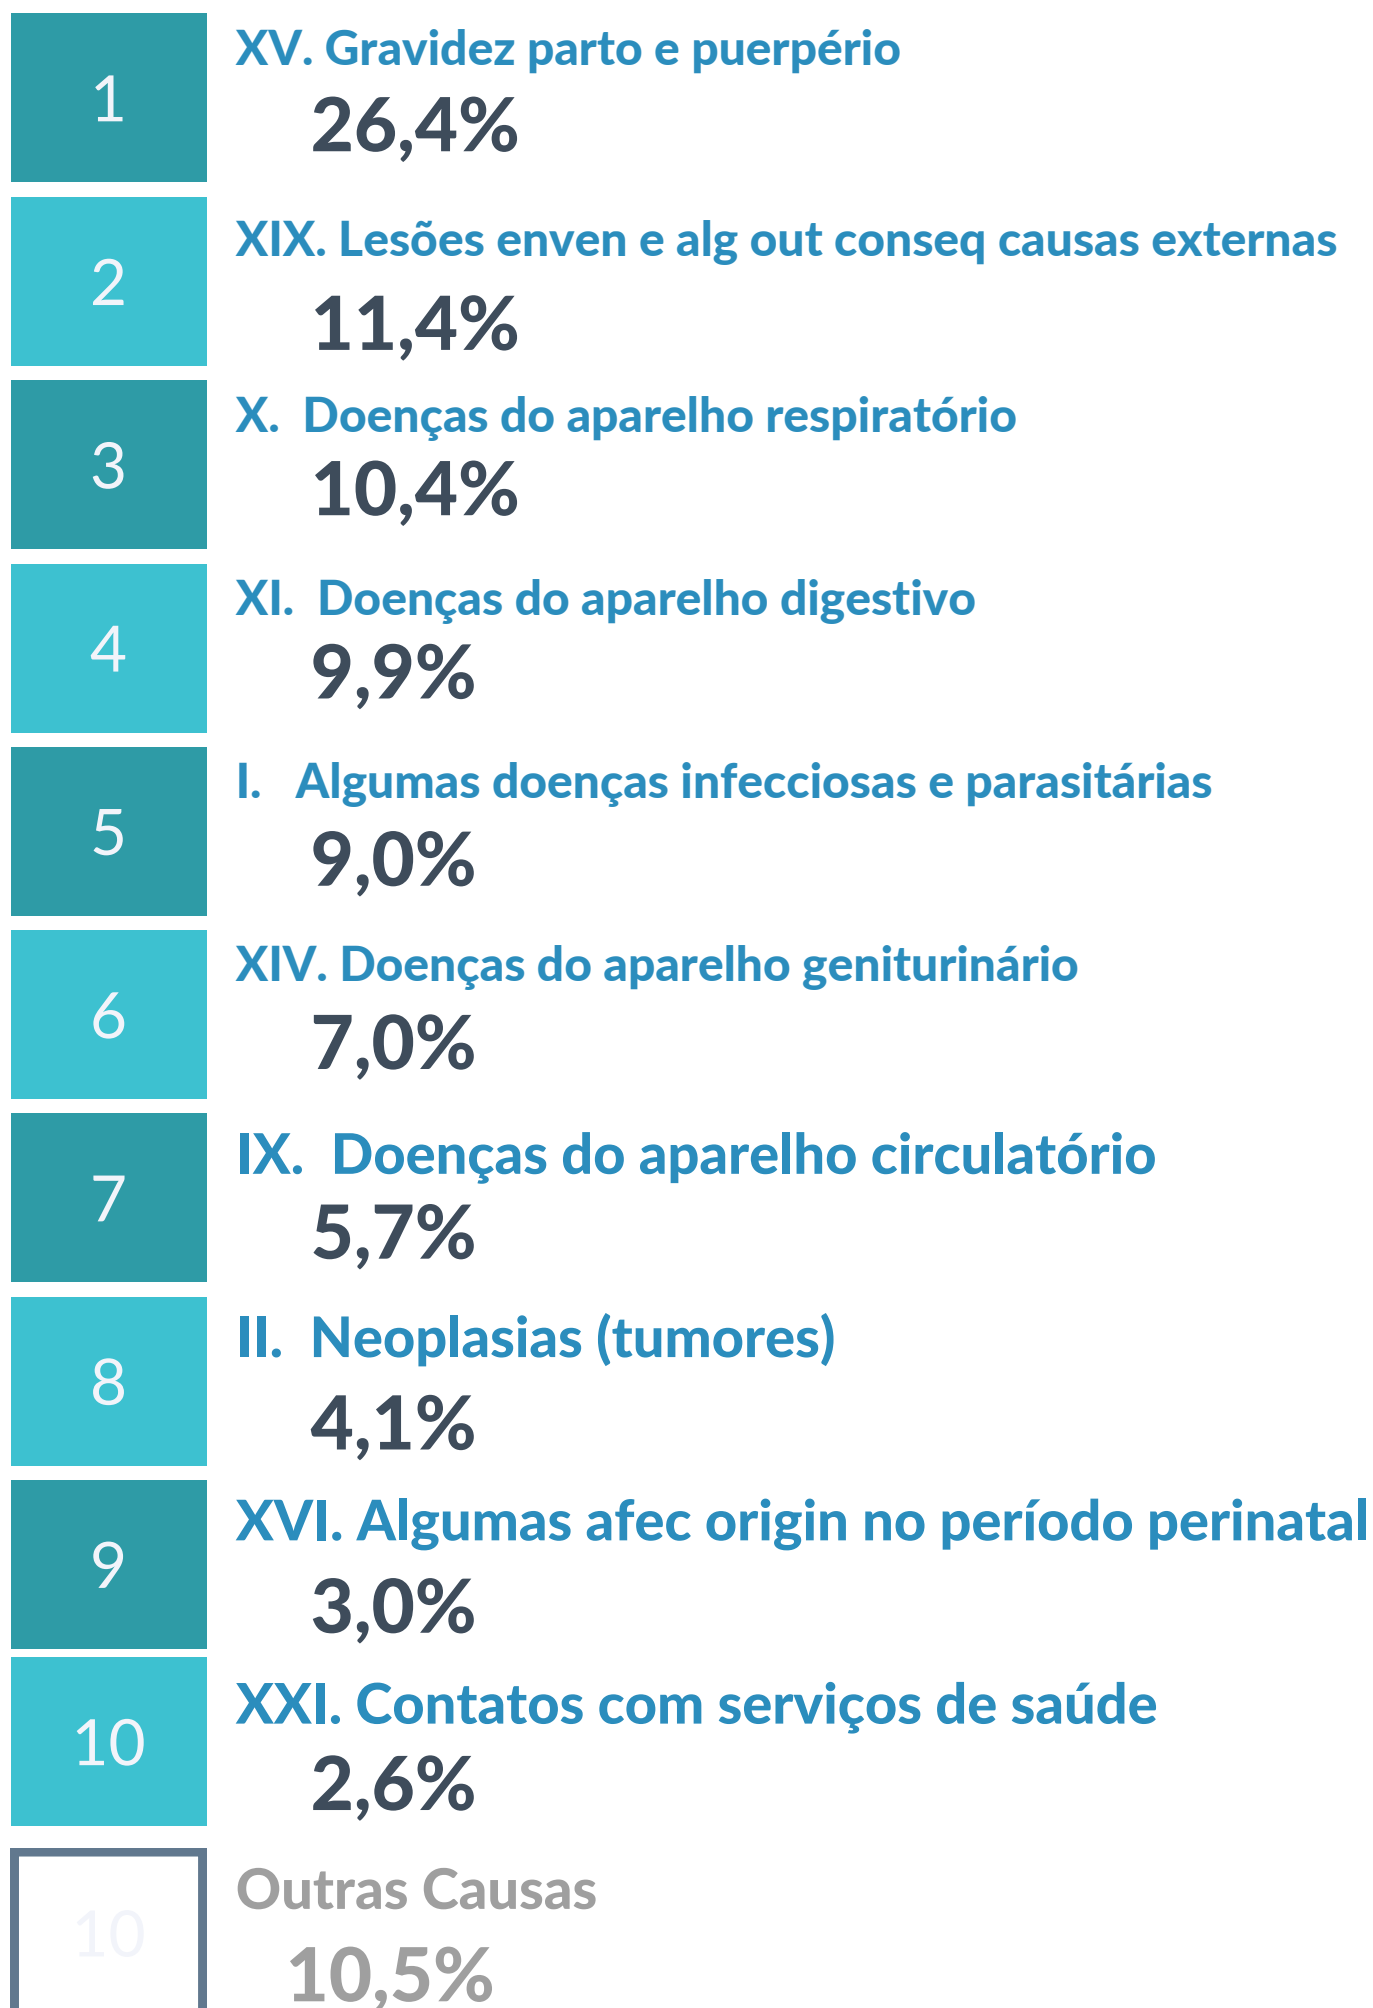 1
XV. Gravidez parto e puerpério
26,4%
2
XIX. Lesões enven e alg out conseq causas externas
11,4%
3
X. Doenças do aparelho respiratório
10,4%
4
XI. Doenças do aparelho digestivo
9,9%
5
I. Algumas doenças infecciosas e parasitárias
9,0%
6
XIV. Doenças do aparelho geniturinário
7,0%
7
IX. Doenças do aparelho circulatório
5,7%
8
II. Neoplasias (tumores)
4,1%
9
XVI. Algumas afec origin no período perinatal
3,0%
10
XXI. Contatos com serviços de saúde
2,6%
10
Outras Causas
10,5%